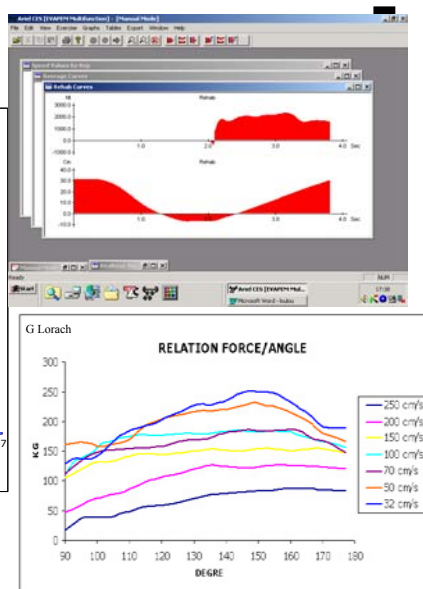 Ariel CES [EVAPEM Multifunction] - [Manual Mode]
File Edit View Exercise Graphs Tables Export Window Help
Speed Values by Rep
Average Curves
Rehab Curves
N
Rehab
3000.0
2000.0
1000.0
0.0
-1000.0
1.0
2.0
3.0
4.0
Sec
Cm
Rehab
40.0
30.0
20.0
10.0
0.0
-10.0
1.0
2.0
3.0
4.0
Sec
Ready
NUM
Start
Ariel CES [EVAPEM Mul...
Microsoft Word -
17:38
7
G Lorach
RELATION FORCE/ANGLE
KG
300
250
200
150
100
50
0
90 100 110 120 130 140 150 160 170 180
DEGRE
250 cm/s
200 cm/s
150 cm/s
100 cm/s
70 cm/s
50 cm/s
32 cm/s